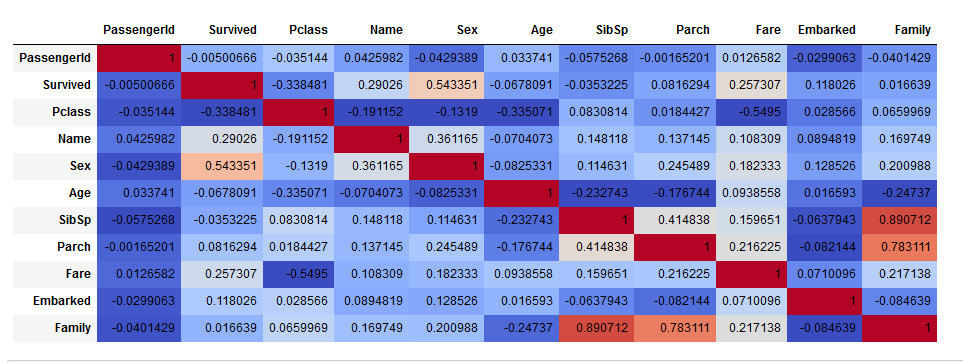 PassengerId Survived Pclass Name Sex Age SibSp Parch Fare Embarked Family
PassengerId 1 -0.00500666 -0.035144 0.0425982 -0.0429389 0.033741 -0.0575268 -0.00165201 0.0126582 -0.0299063 -0.0401429
Survived -0.00500666 1 -0.338481 0.29026 0.543351 -0.0678091 -0.0353225 0.0816294 0.257307 0.118026 0.016639
Pclass -0.035144 -0.338481 1 -0.191152 -0.1319 -0.335071 0.0830814 0.0184427 -0.5495 0.028566 0.0659969
Name 0.0425982 0.29026 -0.191152 1 0.361165 -0.0704073 0.148118 0.137145 0.108309 0.0894819 0.169749
Sex -0.0429389 0.543351 -0.1319 0.361165 1 -0.0825331 0.114631 0.245489 0.182333 0.128526 0.200988
Age 0.033741 -0.0678091 -0.335071 -0.0704073 -0.0825331 1 -0.232743 -0.176744 0.0938558 0.016593 -0.24737
SibSp -0.0575268 -0.0353225 0.0830814 0.148118 0.114631 -0.232743 1 0.414838 0.159651 -0.0637943 0.890712
Parch -0.00165201 0.0816294 0.0184427 0.137145 0.245489 -0.176744 0.414838 1 0.216225 -0.082144 0.783111
Fare 0.0126582 0.257307 -0.5495 0.108309 0.182333 0.0938558 0.159651 0.216225 1 0.0710096 0.217138
Embarked -0.0299063 0.118026 0.028566 0.0894819 0.128526 0.016593 -0.0637943 -0.082144 0.0710096 1 -0.084639
Family -0.0401429 0.016639 0.0659969 0.169749 0.200988 -0.24737 0.890712 0.783111 0.217138 -0.084639 1